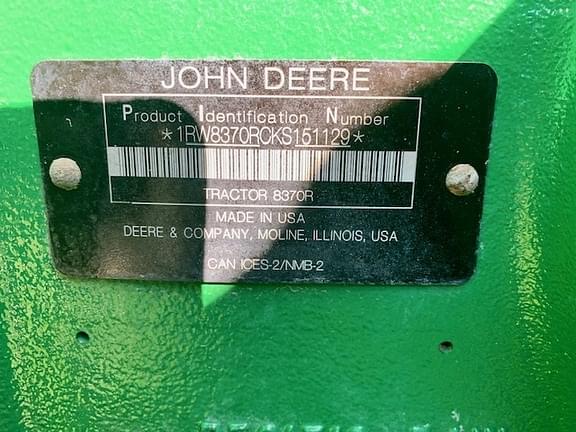 JOHN DEERE
Product Identification Number
*1RW8370RCKS151129*
TRACTOR 8370R
MADE IN USA
DEERE & COMPANY, MOLINE, ILLINOIS, USA
CAN ICES-2/NMB-2